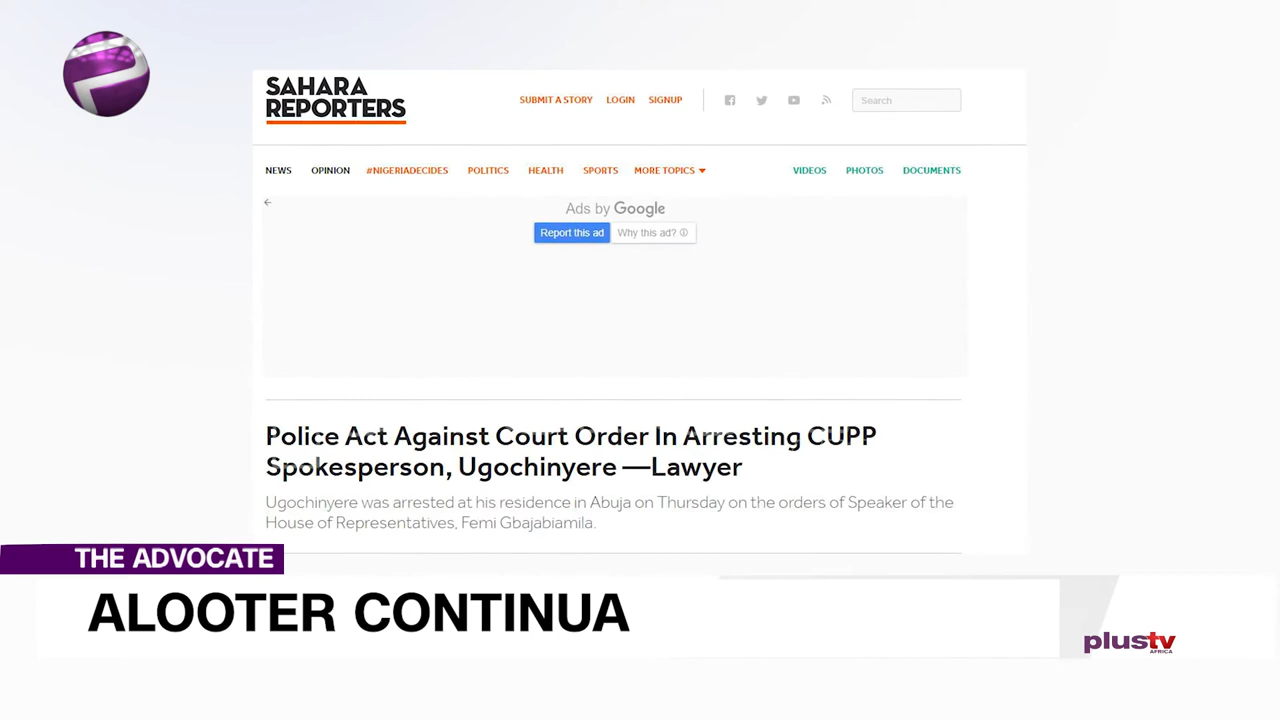 SAHARA
REPORTERS
SUBMIT A STORY LOGIN SIGNUP
Search
NEWS OPINION #NIGERIADECIDES POLITICS HEALTH SPORTS MORE TOPICS VIDEOS PHOTOS DOCUMENTS
Ads by Google
Report this ad Why this ad?
Police Act Against Court Order In Arresting CUPP
Spokesperson, Ugochinyere —Lawyer
Ugochinyere was arrested at his residence in Abuja on Thursday on the orders of Speaker of the
House of Representatives, Femi Gbajabiamila.
THE ADVOCATE
ALOOTER CONTINUA
plustv
AFRICA